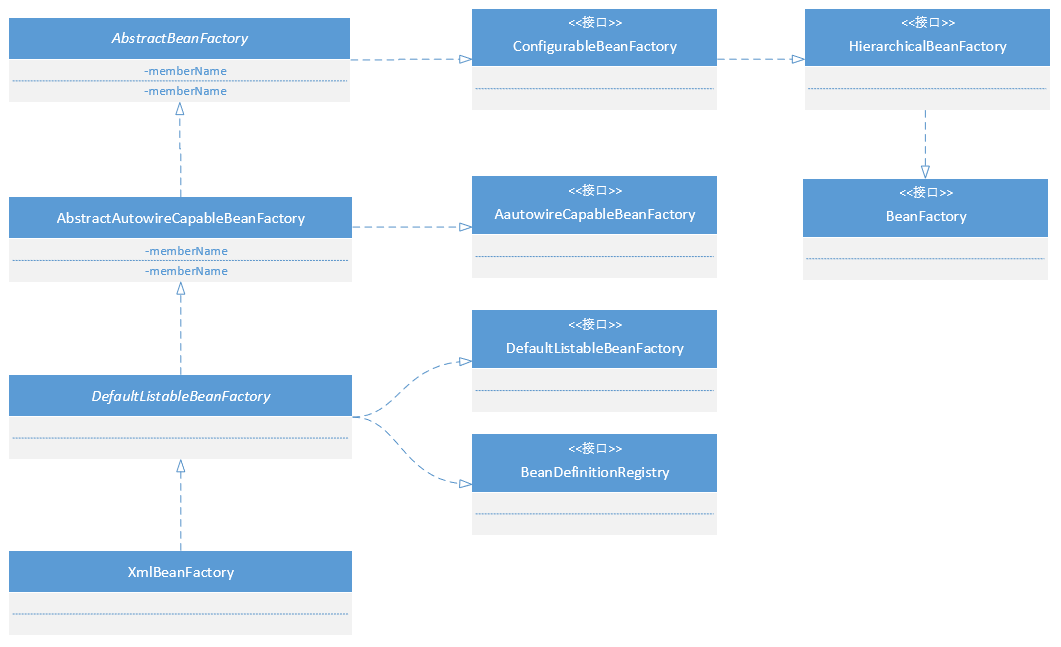 AbstractBeanFactory
-memberName
-memberName
<<接口>>
ConfigurableBeanFactory
<<接口>>
HierarchicalBeanFactory
AbstractAutowireCapableBeanFactory
-memberName
-memberName
<<接口>>
AautowireCapableBeanFactory
<<接口>>
BeanFactory
DefaultListableBeanFactory
<<接口>>
DefaultListableBeanFactory
<<接口>>
BeanDefinitionRegistry
XmlBeanFactory